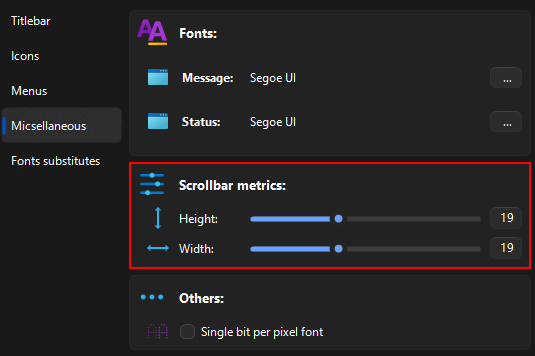 Titlebar
Icons
Menus
Micsellaneous
Fonts substitutes
Fonts:
Message: Segoe UI ...
Status: Segoe UI ...
Scrollbar metrics:
Height: 19
Width: 19
Others:
Single bit per pixel font